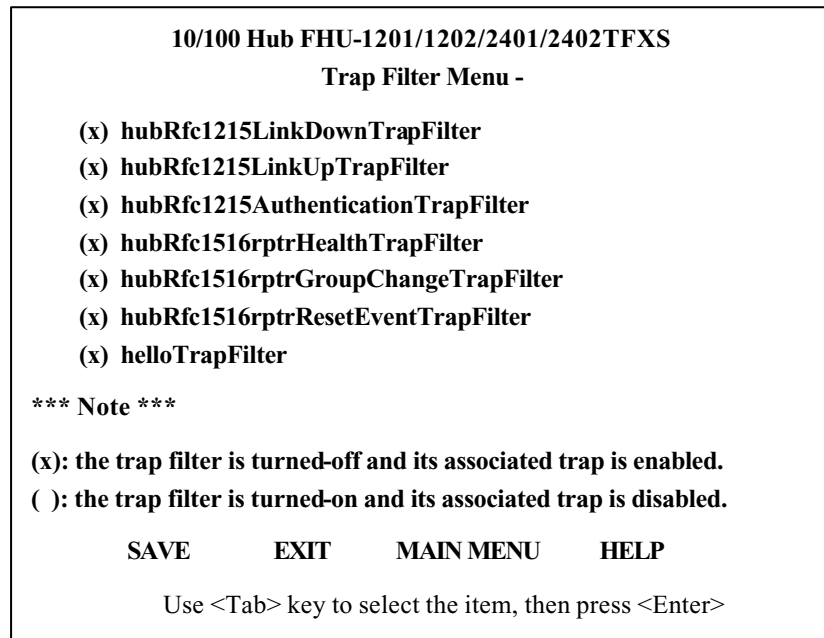 10/100 Hub FHU-1201/1202/2401/2402TFXS
Trap Filter Menu -
(x) hubRfc1215LinkDownTrapFilter
(x) hubRfc1215LinkUpTrapFilter
(x) hubRfc1215AuthenticationTrapFilter
(x) hubRfc1516rptrHealthTrapFilter
(x) hubRfc1516rptrGroupChangeTrapFilter
(x) hubRfc1516rptrResetEventTrapFilter
(x) helloTrapFilter
*** Note ***
(x): the trap filter is turned-off and its associated trap is enabled.
( ): the trap filter is turned-on and its associated trap is disabled.
SAVE EXIT MAIN MENU HELP
Use <Tab> key to select the item, then press <Enter>